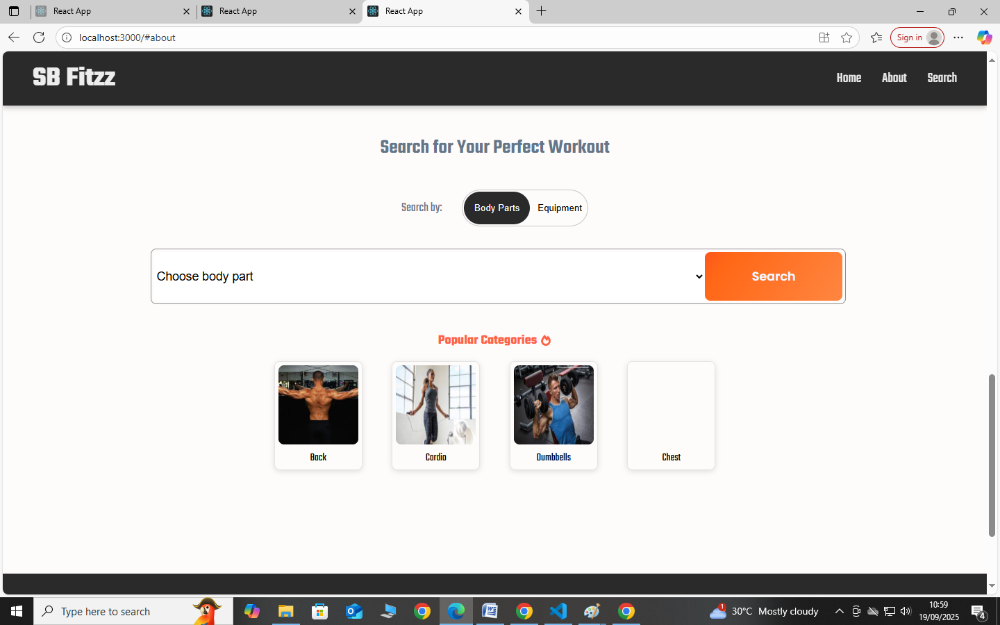 React App
React App
React App
localhost:3000/#about
Sign in
SB Fitzz
Home
About
Search
Search for Your Perfect Workout
Search by:
Body Parts
Equipment
Choose body part
Search
Popular Categories
Back
Cardio
Dumbbells
Chest
Type here to search
1
30°C Mostly cloudy
10:59
19/09/2025
4